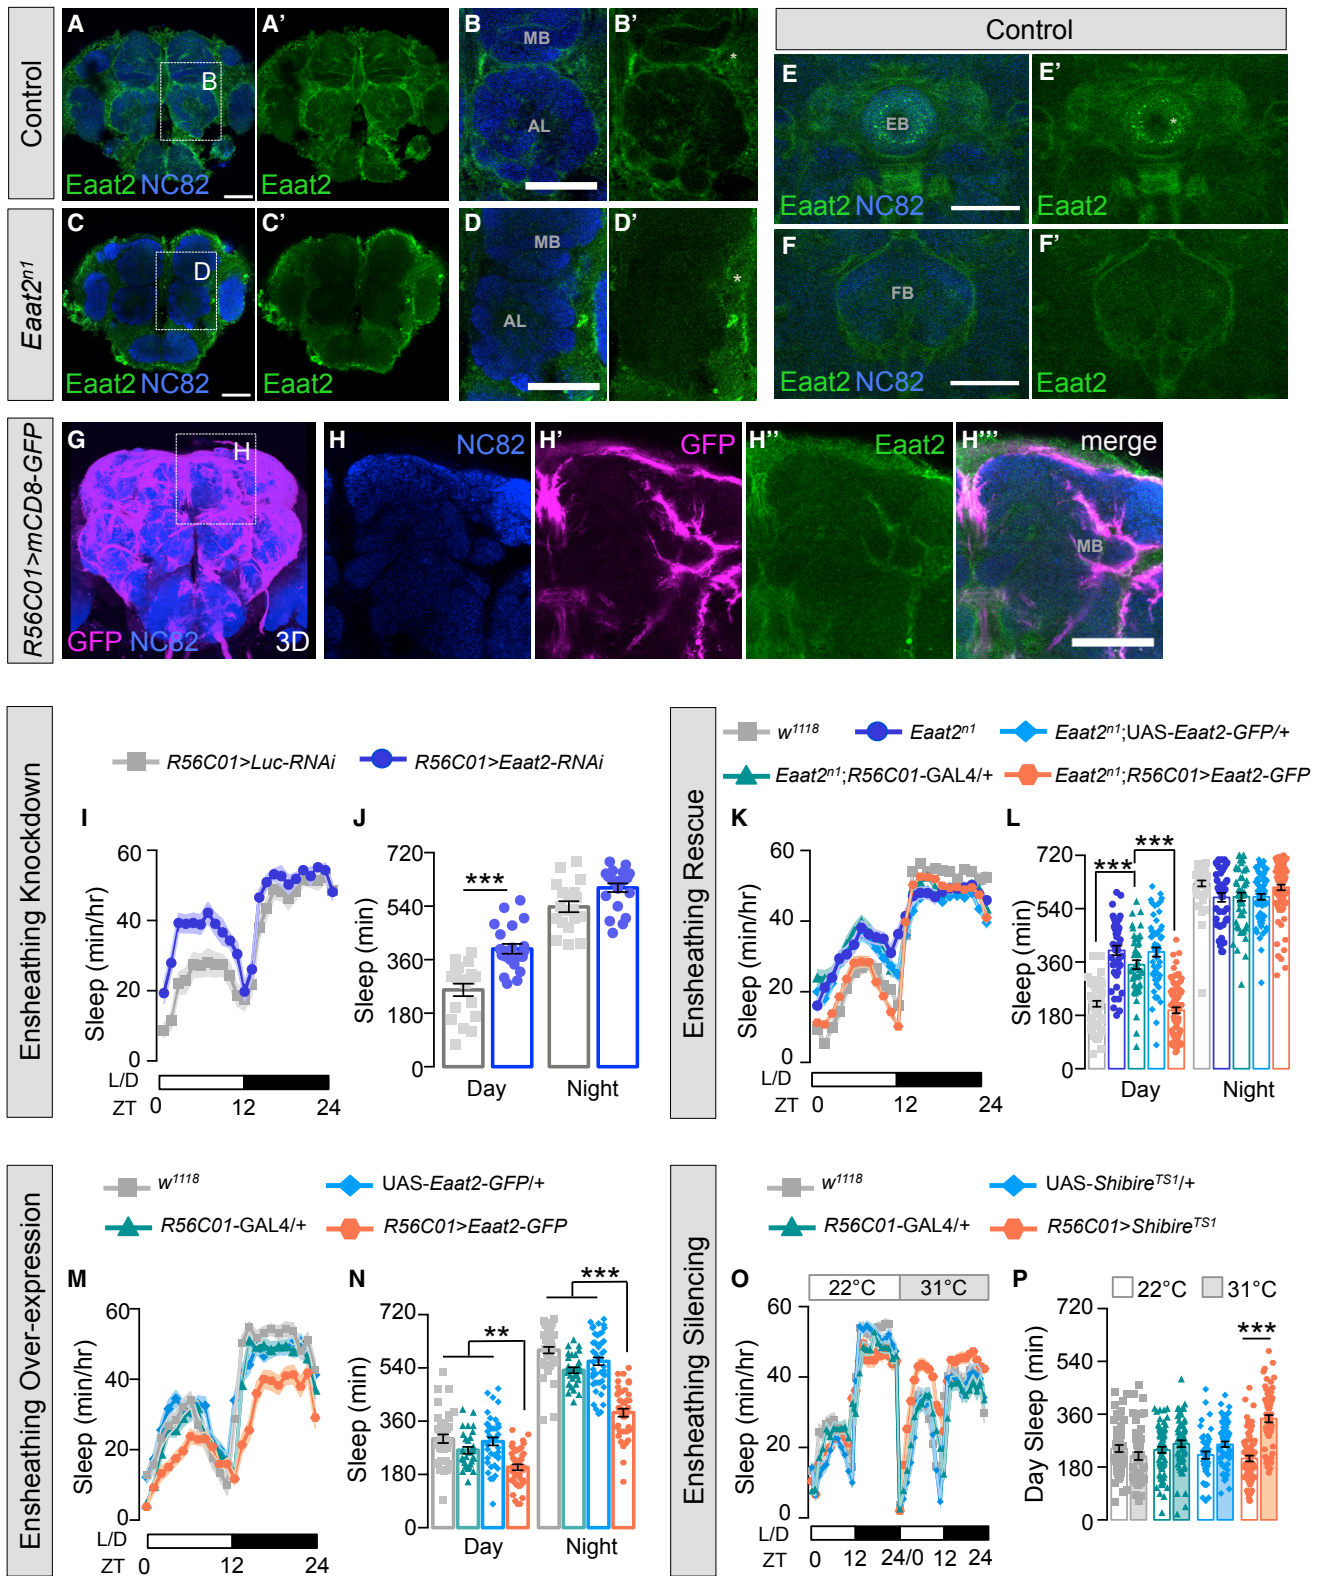 Control
A
B
Eaat2 NC82
A'
Eaat2
B
MB
AL
B'
*
Control
E
EB
Eaat2 NC82
E'
*
Eaat2
Eaat2n1
C
D
Eaat2 NC82
C'
Eaat2
D
MB
AL
D'
*
F
FB
Eaat2 NC82
F'
Eaat2
R56C01>mCD8-GFP
G
H
GFP NC82
3D
H
NC82
H'
GFP
H''
Eaat2
H'''
merge
MB
Ensheathing Knockdown
R56C01>Luc-RNAi
R56C01>Eaat2-RNAi
I
Sleep (min/hr)
60
40
20
0
L/D
ZT
0
12
24
J
Sleep (min)
720
540
360
180
0
***
Day
Night
Ensheathing Rescue
w1118
Eaat2n1
Eaat2n1;UAS-Eaat2-GFP/+
Eaat2n1;R56C01-GAL4/+
Eaat2n1;R56C01>Eaat2-GFP
K
Sleep (min/hr)
60
40
20
0
L/D
ZT
0
12
24
L
Sleep (min)
720
540
360
180
0
***
***
Day
Night
Ensheathing Over-expression
w1118
UAS-Eaat2-GFP/+
R56C01-GAL4/+
R56C01>Eaat2-GFP
M
Sleep (min/hr)
60
40
20
0
L/D
ZT
0
12
24
N
Sleep (min)
720
540
360
180
0
**
***
Day
Night
Ensheathing Silencing
w1118
UAS-ShibireTS1/+
R56C01-GAL4/+
R56C01>ShibireTS1
O
22°C
31°C
Sleep (min/hr)
60
40
20
0
L/D
ZT
0
12
24/0
12
24
P
22°C
31°C
Day Sleep (min)
720
540
360
180
0
***